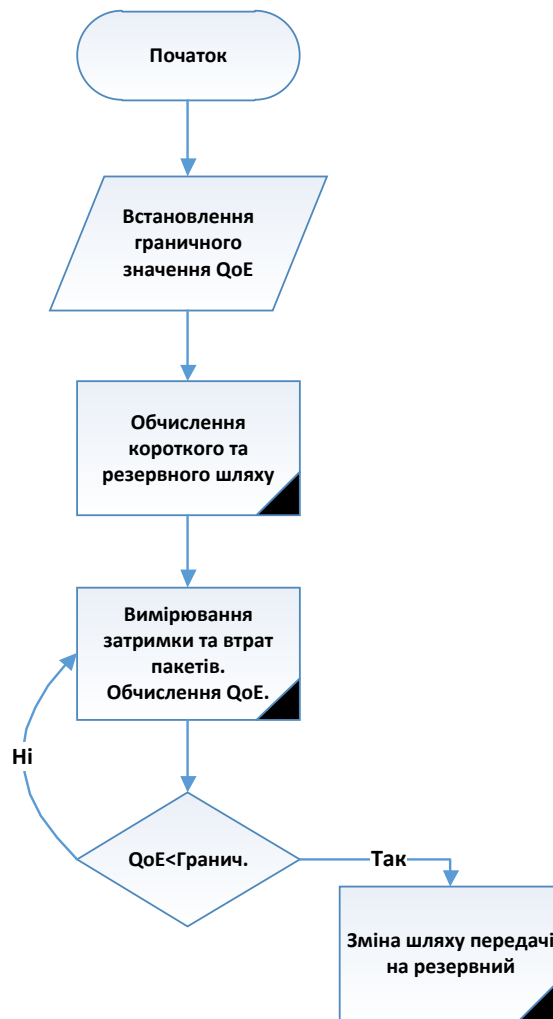 Початок
Встановлення
граничного
значення QoE
Обчислення
короткого та
резервного шляху
Вимірювання
затримки та втрат
пакетів.
Обчислення QoE.
Ні
QoE<Гранич.
Так
Зміна шляху передачі
на резервний